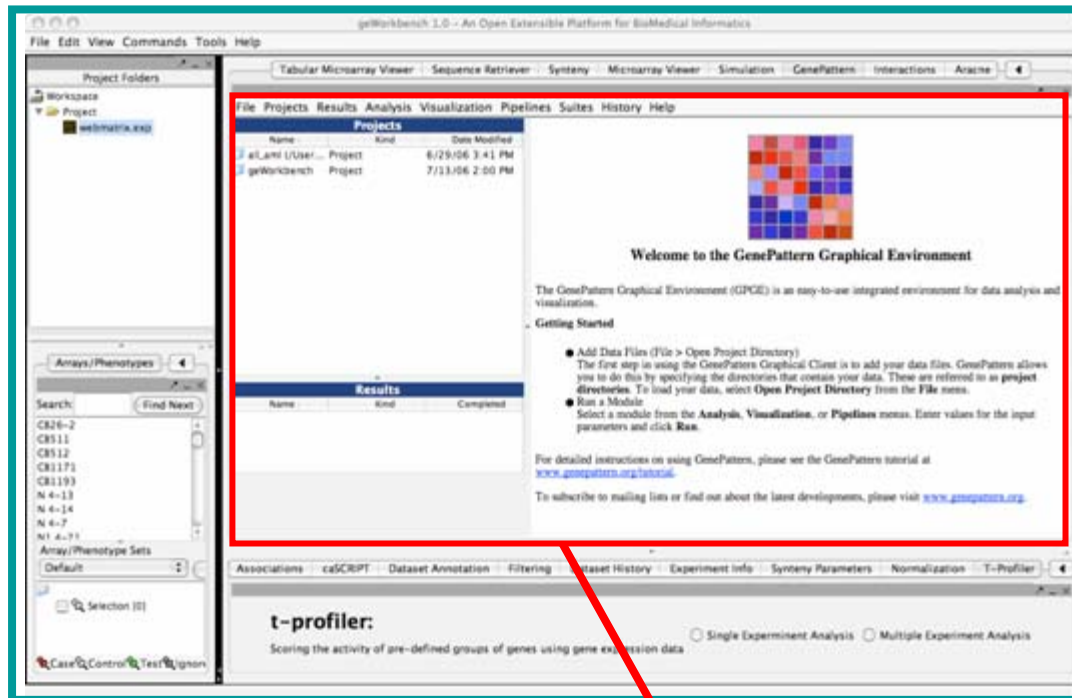 geWorkbench 1.0 – An Open Extensible Platform for BioMedical Informatics
File Edit View Commands Tools Help
Project Folders
Workspace
Project
webmatrix.exp
Tabular Microarray Viewer Sequence Retriever Synteny Microarray Viewer Simulation GenePattern Interactions Aracne
File Projects Results Analysis Visualization Pipelines Suites History Help
Projects
Name Kind Date Modified
all_aml (/User... Project 6/29/06 3:41 PM
geWorkbench Project 7/13/06 2:00 PM
Results
Name Kind Completed
Welcome to the GenePattern Graphical Environment
The GenePattern Graphical Environment (GPGE) is an easy-to-use integrated environment for data analysis and
visualization.
Getting Started
● Add Data Files (File > Open Project Directory)
The first step in using the GenePattern Graphical Client is to add your data files. GenePattern allows
you to do this by specifying the directories that contain your data. These are referred to as project
directories. To load your data, select Open Project Directory from the File menu.
● Run a Module
Select a module from the Analysis, Visualization, or Pipelines menus. Enter values for the input
parameters and click Run.
For detailed instructions on using GenePattern, please see the GenePattern tutorial at
www.genepattern.org/tutorial.
To subscribe to mailing lists or find out about the latest developments, please visit www.genepattern.org.
Arrays/Phenotypes
Search: Find Next
CB26-2
CB511
CB512
CB1171
CB1193
N 4-13
N 4-14
N 4-7
Array/Phenotype Sets
Default
Selection [0]
Case Control Test Ignore
Associations caSCRIPT Dataset Annotation Filtering Dataset History Experiment Info Synteny Parameters Normalization T-Profiler
t-profiler:
Scoring the activity of pre-defined groups of genes using gene expression data
Single Experminent Analysis Multiple Experiment Analysis